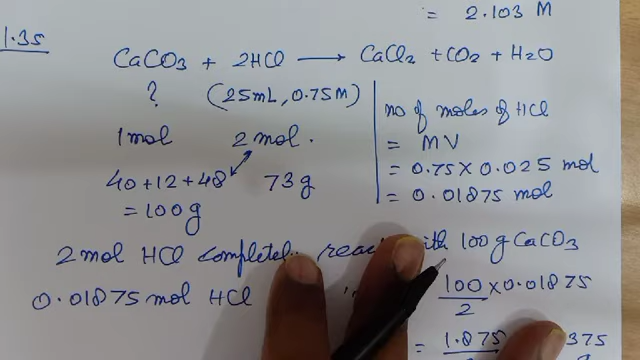 = 2.103 M
1.35
CaCO3 + 2HCl → CaCl2 + CO2 + H2O
? (25mL, 0.75M)
1mol 2mol.
40+12+48 73g
= 100g
no of moles of HCl
= MV
= 0.75 × 0.025 mol
= 0.01875 mol
2mol HCl completely with 100g CaCO3
0.01875 mol HCl 100/2 × 0.01875
= 1.875 375